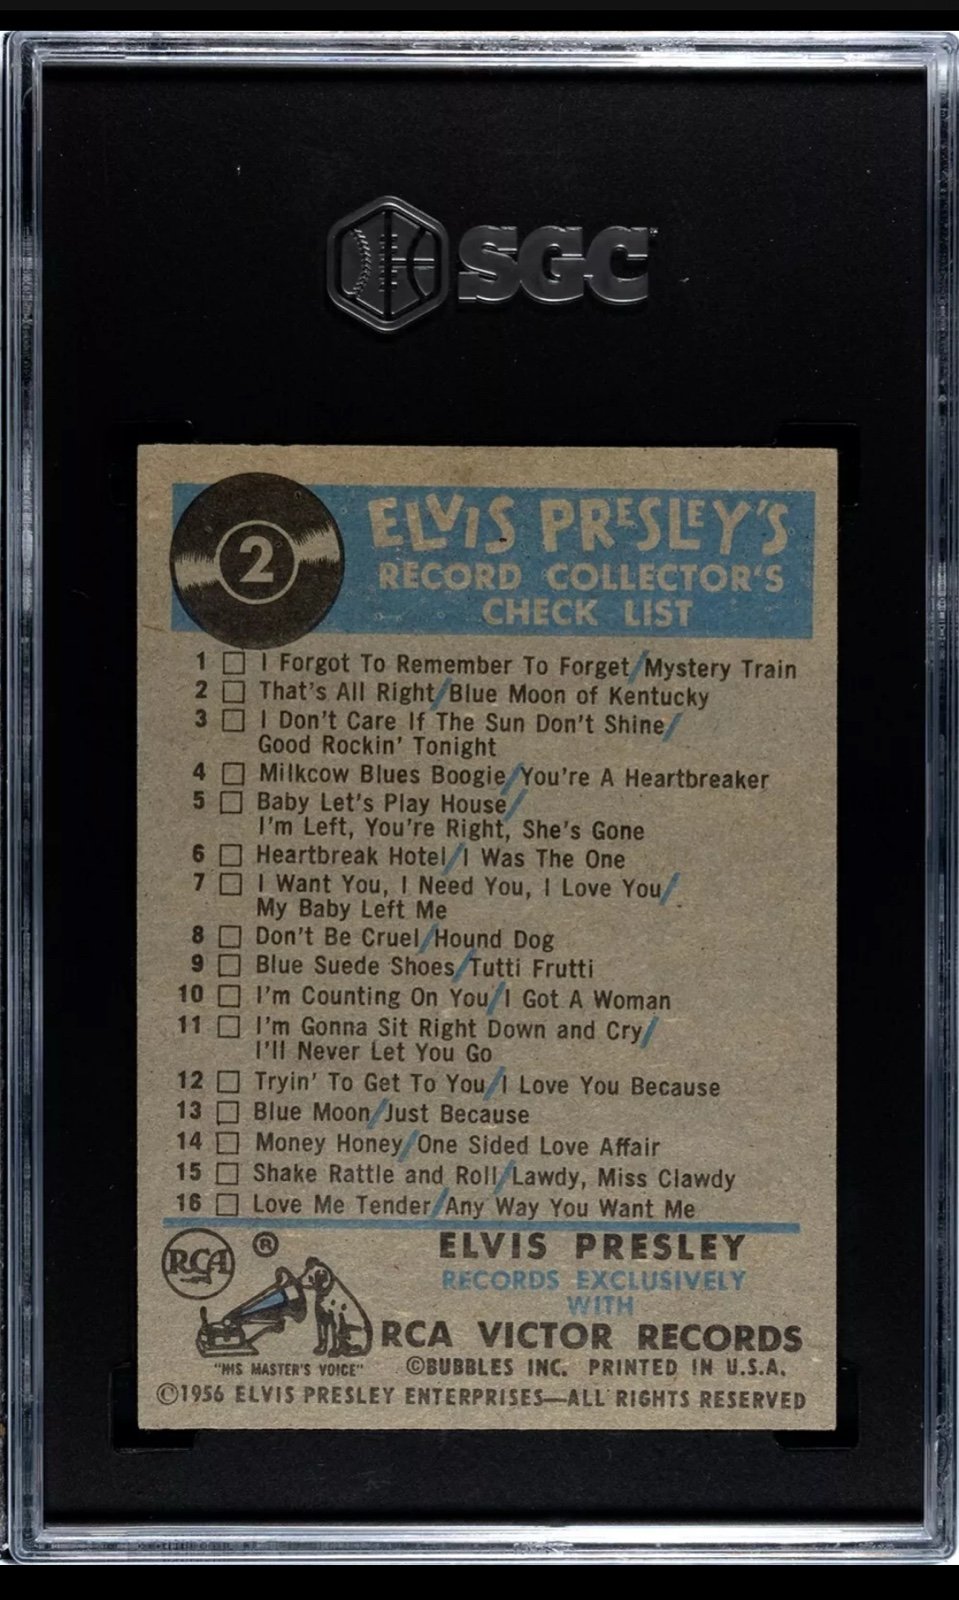 SGC
2
ELVIS PRESLEY'S
RECORD COLLECTOR'S
CHECK LIST
1 I Forgot To Remember To Forget/Mystery Train
2 That's All Right/Blue Moon of Kentucky
3 I Don't Care If The Sun Don't Shine/
Good Rockin' Tonight
4 Milkcow Blues Boogie/You're A Heartbreaker
5 Baby Let's Play House/
I'm Left, You're Right, She's Gone
6 Heartbreak Hotel/I Was The One
7 I Want You, I Need You, I Love You/
My Baby Left Me
8 Don't Be Cruel/Hound Dog
9 Blue Suede Shoes/Tutti Frutti
10 I'm Counting On You/I Got A Woman
11 I'm Gonna Sit Right Down and Cry/
I'll Never Let You Go
12 Tryin' To Get To You/I Love You Because
13 Blue Moon/Just Because
14 Money Honey/One Sided Love Affair
15 Shake Rattle and Roll/Lawdy, Miss Clawdy
16 Love Me Tender/Any Way You Want Me
RCA ®
ELVIS PRESLEY
RECORDS EXCLUSIVELY
WITH
RCA VICTOR RECORDS
"HIS MASTER'S VOICE" ©BUBBLES INC. PRINTED IN U.S.A.
©1956 ELVIS PRESLEY ENTERPRISES—ALL RIGHTS RESERVED